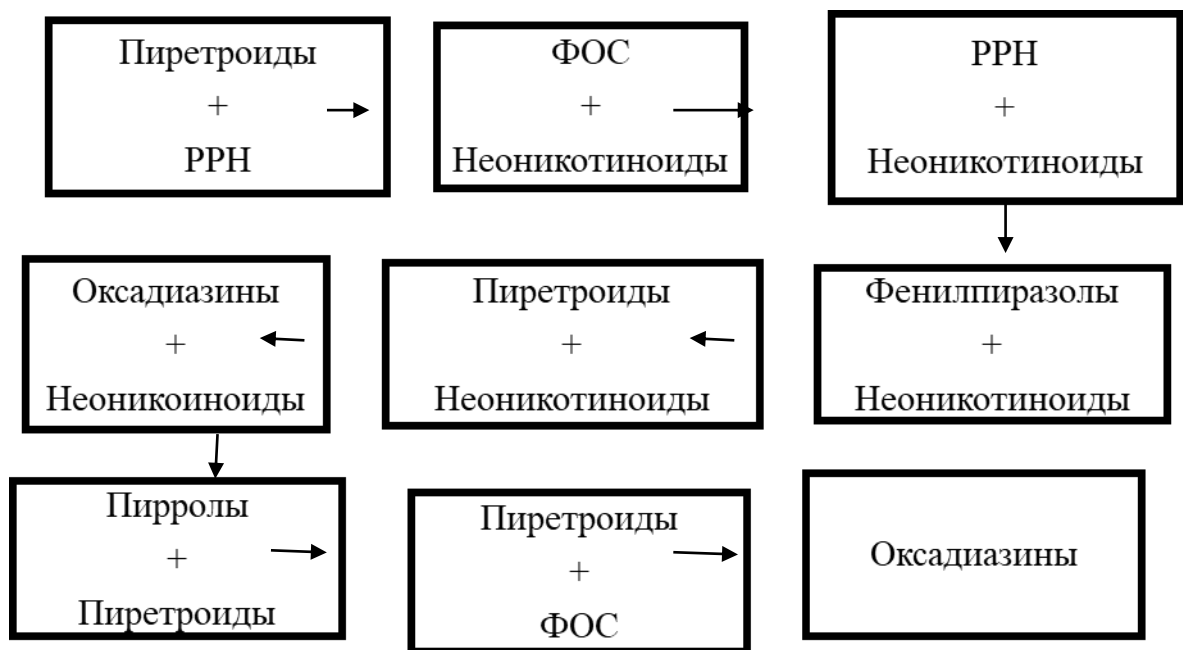 Пиретроиды
+
РРН
ФОС
+
Неоникотиноиды
РРН
+
Неоникотиноиды
Оксадиазины
+
Неоникоиноиды
Пиретроиды
+
Неоникотиноиды
Фенилпиразолы
+
Неоникотиноиды
Пирролы
+
Пиретроиды
Пиретроиды
+
ФОС
Оксадиазины